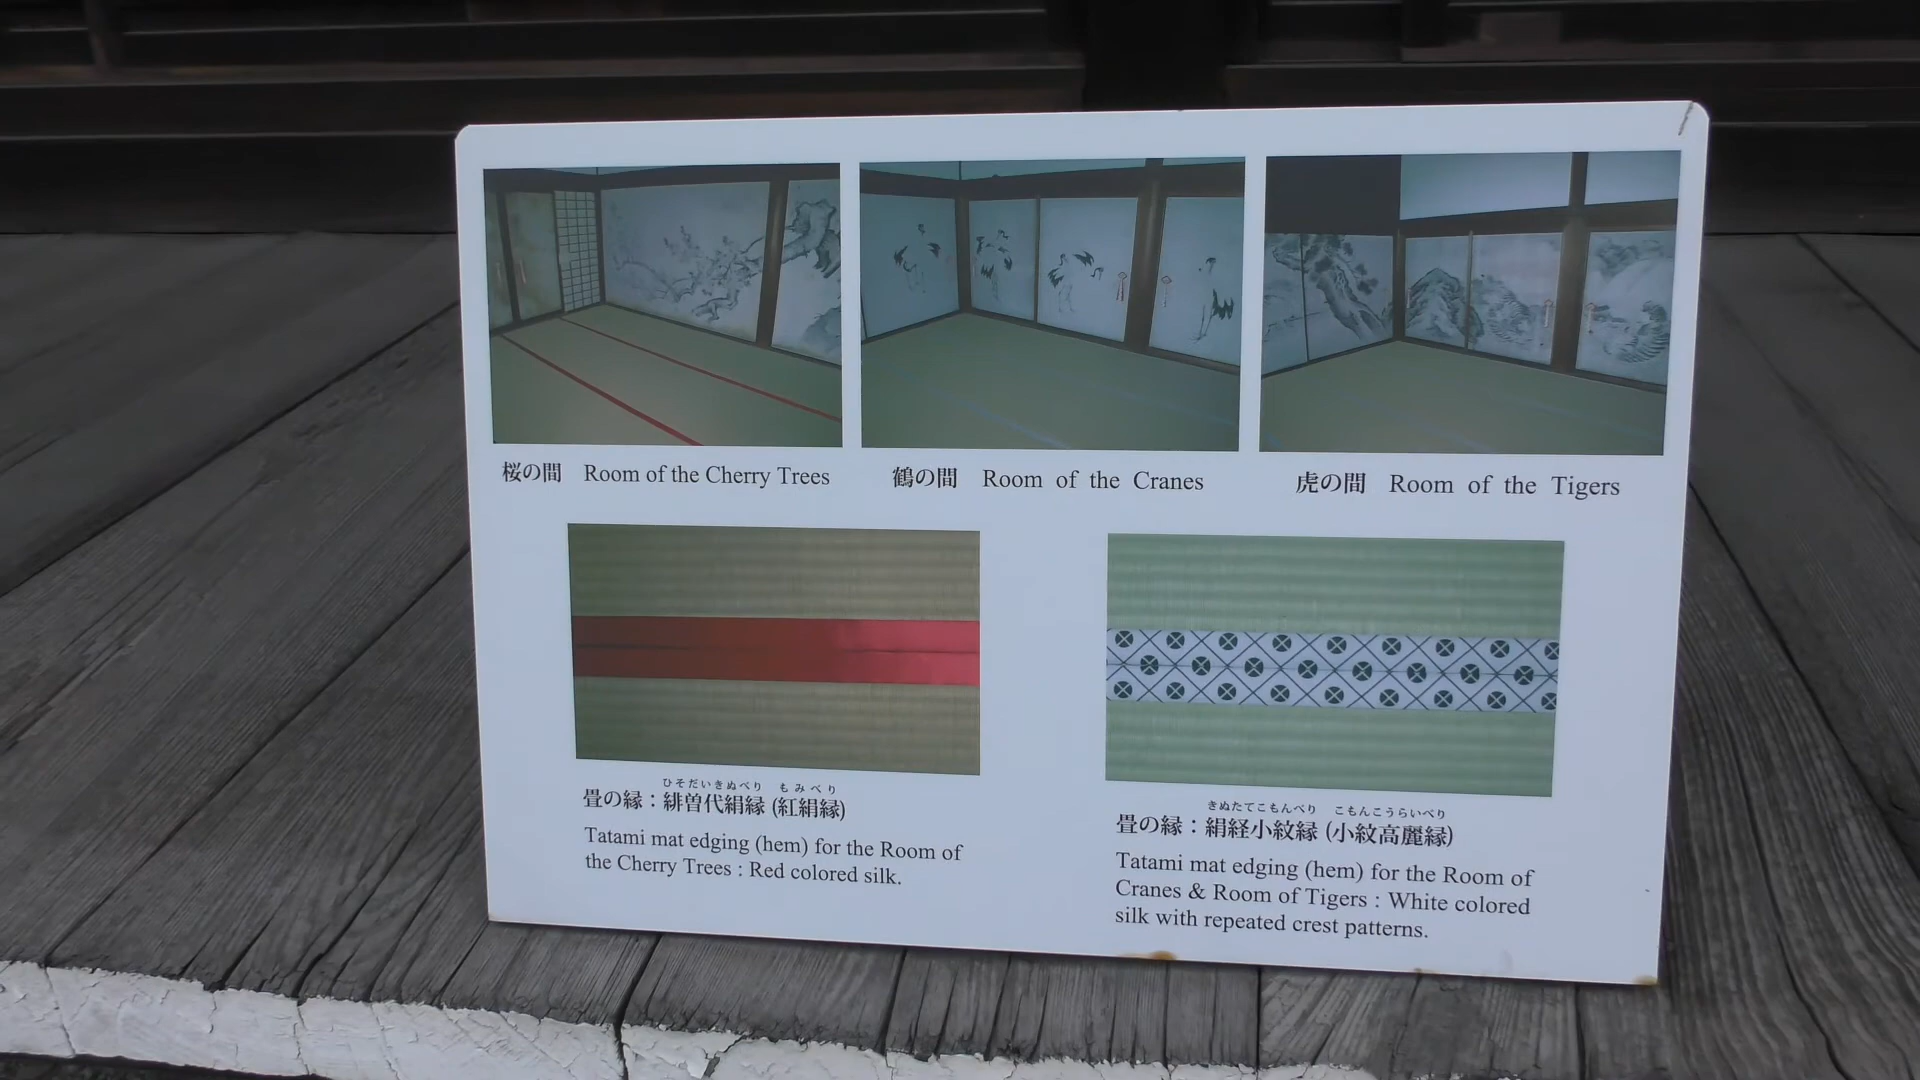 桜の間 Room of the Cherry Trees
鶴の間 Room of the Cranes
虎の間 Room of the Tigers
ひそだいきぬべり もみべり
畳の縁：緋曽代絹縁 (紅絹縁)
Tatami mat edging (hem) for the Room of
the Cherry Trees : Red colored silk.
きぬたてこもんべり こもんこうらいべり
畳の縁：絹経小紋縁 (小紋高麗縁)
Tatami mat edging (hem) for the Room of
Cranes & Room of Tigers : White colored
silk with repeated crest patterns.